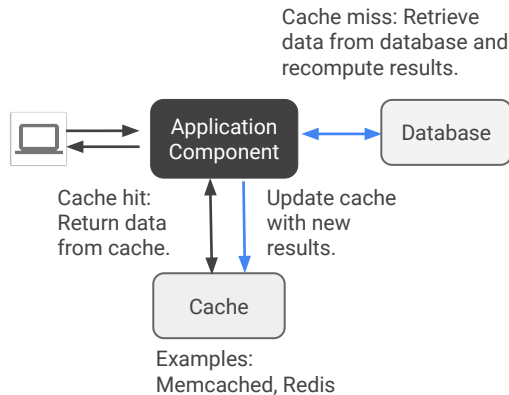 Cache miss: Retrieve
data from database and
recompute results.
Application
Component
Database
Cache hit:
Return data
from cache.
Update cache
with new
results.
Cache
Examples:
Memcached, Redis